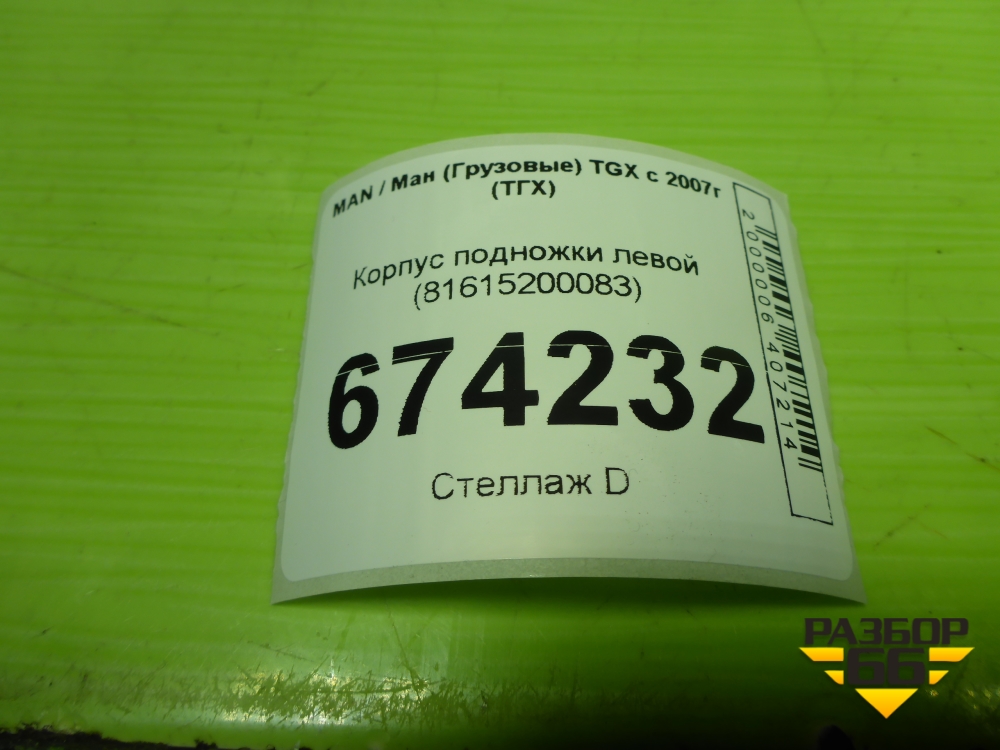 MAN / Ман (Грузовые) TGX с 2007г
(ТГХ)
Корпус подножки левой
(81615200083)
674232
Стеллаж D
2000006407214
РАЗБОР
66